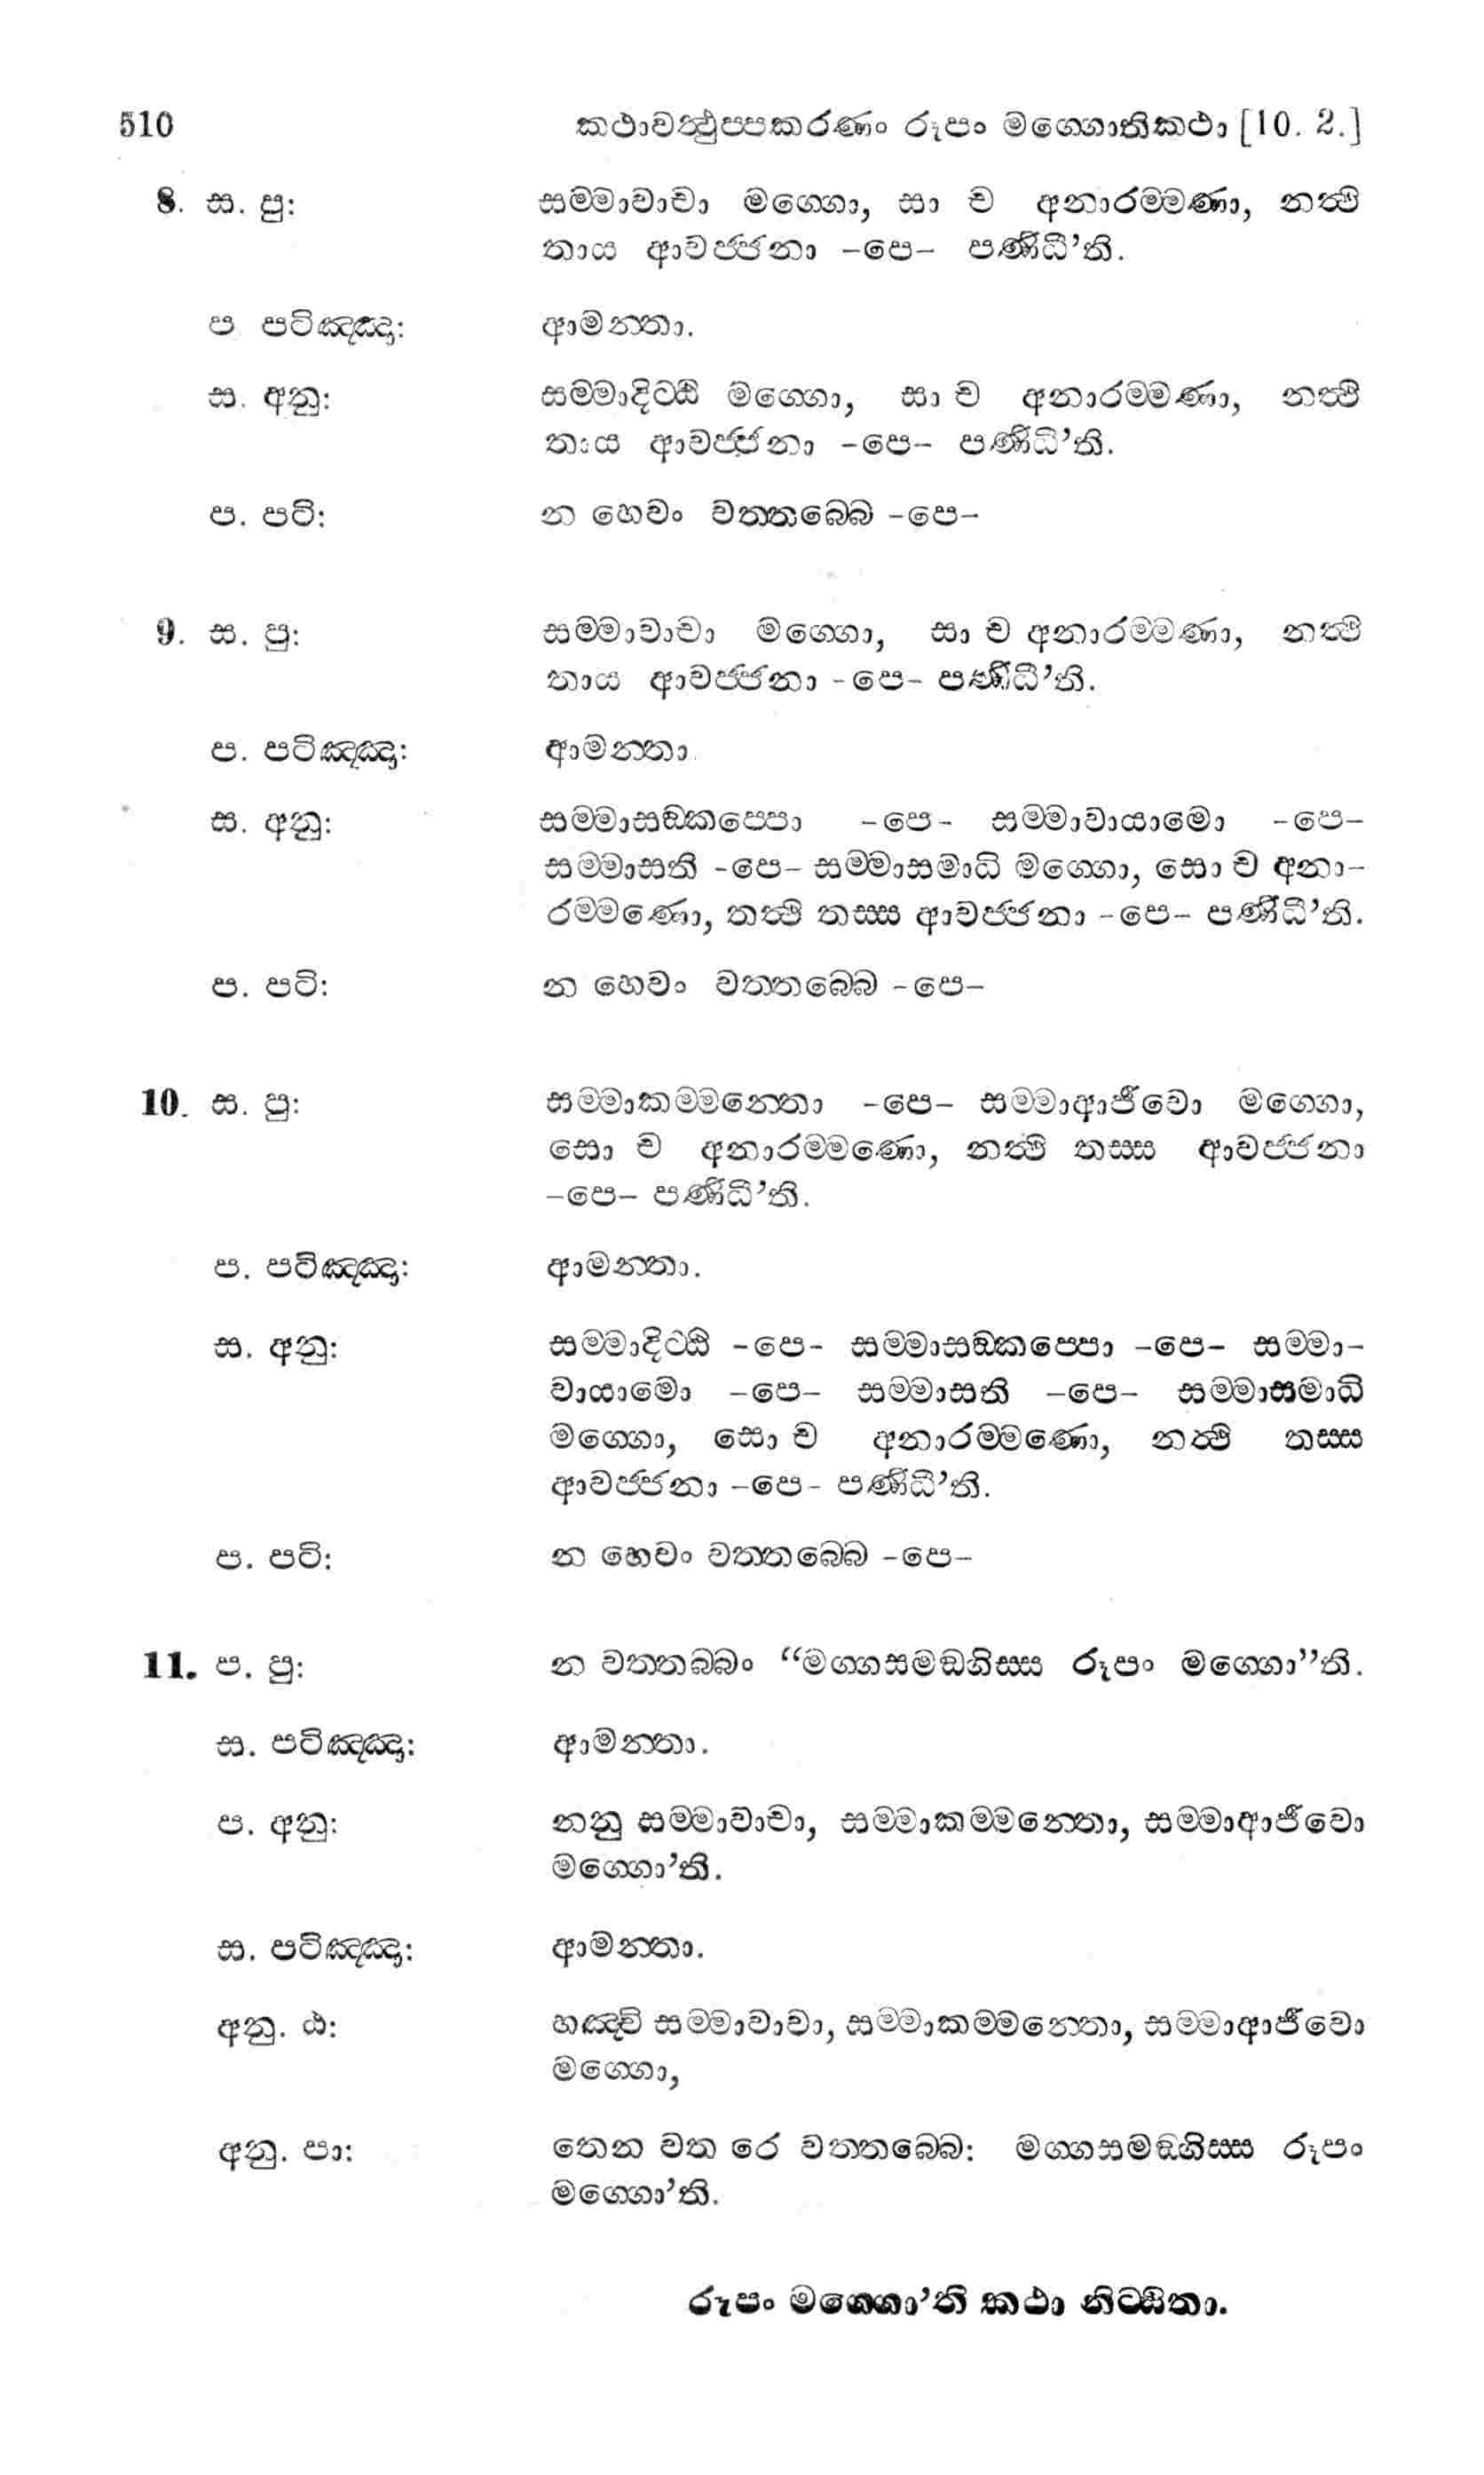 510 කථාවත්ථුප්පකරණං රූපං මග්ගොතිකථා [10. 2.]
8. ස. පු: සම්මාවාචා මග්ගො, සා ච අනාරම්මණා, නත්ථි
තාය ආවජ්ජනා -පෙ- පණිධී’ති.
ප පටිඤ්ඤා: ආමන්තා.
ස. අනු: සම්මාදිට්ඨි මග්ගො, සා ච අනාරම්මණා, නත්ථි
තාය ආවජ්ජනා -පෙ- පණිධි’ති.
ප. පටි: න හෙවං වත්තබ්බෙ -පෙ-
9. ස. පු: සම්මාවාචා මග්ගො, සා ච අනාරම්මණා, නත්ථි
තාය ආවජ්ජනා -පෙ- පණිධී’ති.
ප. පටිඤ්ඤා: ආමන්තා
ස. අනු: සම්මාසඞ්කප්පො -පෙ- සම්මාවායාමො -පෙ-
සම්මාසති -පෙ- සම්මාසමාධි මග්ගො, සො ච අනා-
රම්මණො, නත්ථි තස්ස ආවජ්ජනා -පෙ- පණිධී’ති.
ප. පටි: න හෙවං වත්තබ්බෙ -පෙ-
10. ස. පු: සම්මාකම්මන්තො -පෙ- සම්මාආජීවො මග්ගො,
සො ච අනාරම්මණො, නත්ථි තස්ස ආවජ්ජනා
-පෙ- පණිධී’ති.
ප. පටිඤ්ඤා: ආමන්තා.
ස. අනු: සම්මාදිට්ඨි -පෙ- සම්මාසඞ්කප්පො -පෙ- සම්මා-
වායාමො -පෙ- සම්මාසති -පෙ- සම්මාසමාධි
මග්ගො, සො ච අනාරම්මණො, නත්ථි තස්ස
ආවජ්ජනා -පෙ- පණිධී’ති.
ප. පටි: න හෙවං වත්තබ්බෙ -පෙ-
11. ප. පු: න වත්තබ්බං “මග්ගසමඞ්ගිස්ස රූපං මග්ගො”ති.
ස. පටිඤ්ඤා: ආමන්තා.
ප. අනු: නනු සම්මාවාචා, සම්මාකම්මන්තො, සම්මාආජීවො
මග්ගො’ති.
ස. පටිඤ්ඤා: ආමන්තා.
අනු. ඨ: හඤ්චි සම්මාවාචා, සම්මාකම්මන්තො, සම්මාආජීවො
මග්ගො,
අනු. පා: තෙන වත රෙ වත්තබ්බෙ: මග්ගසමඞ්ගිස්ස රූපං
මග්ගො’ති.
රූපං මග්ගො’ති කථා නිට්ඨිතා.